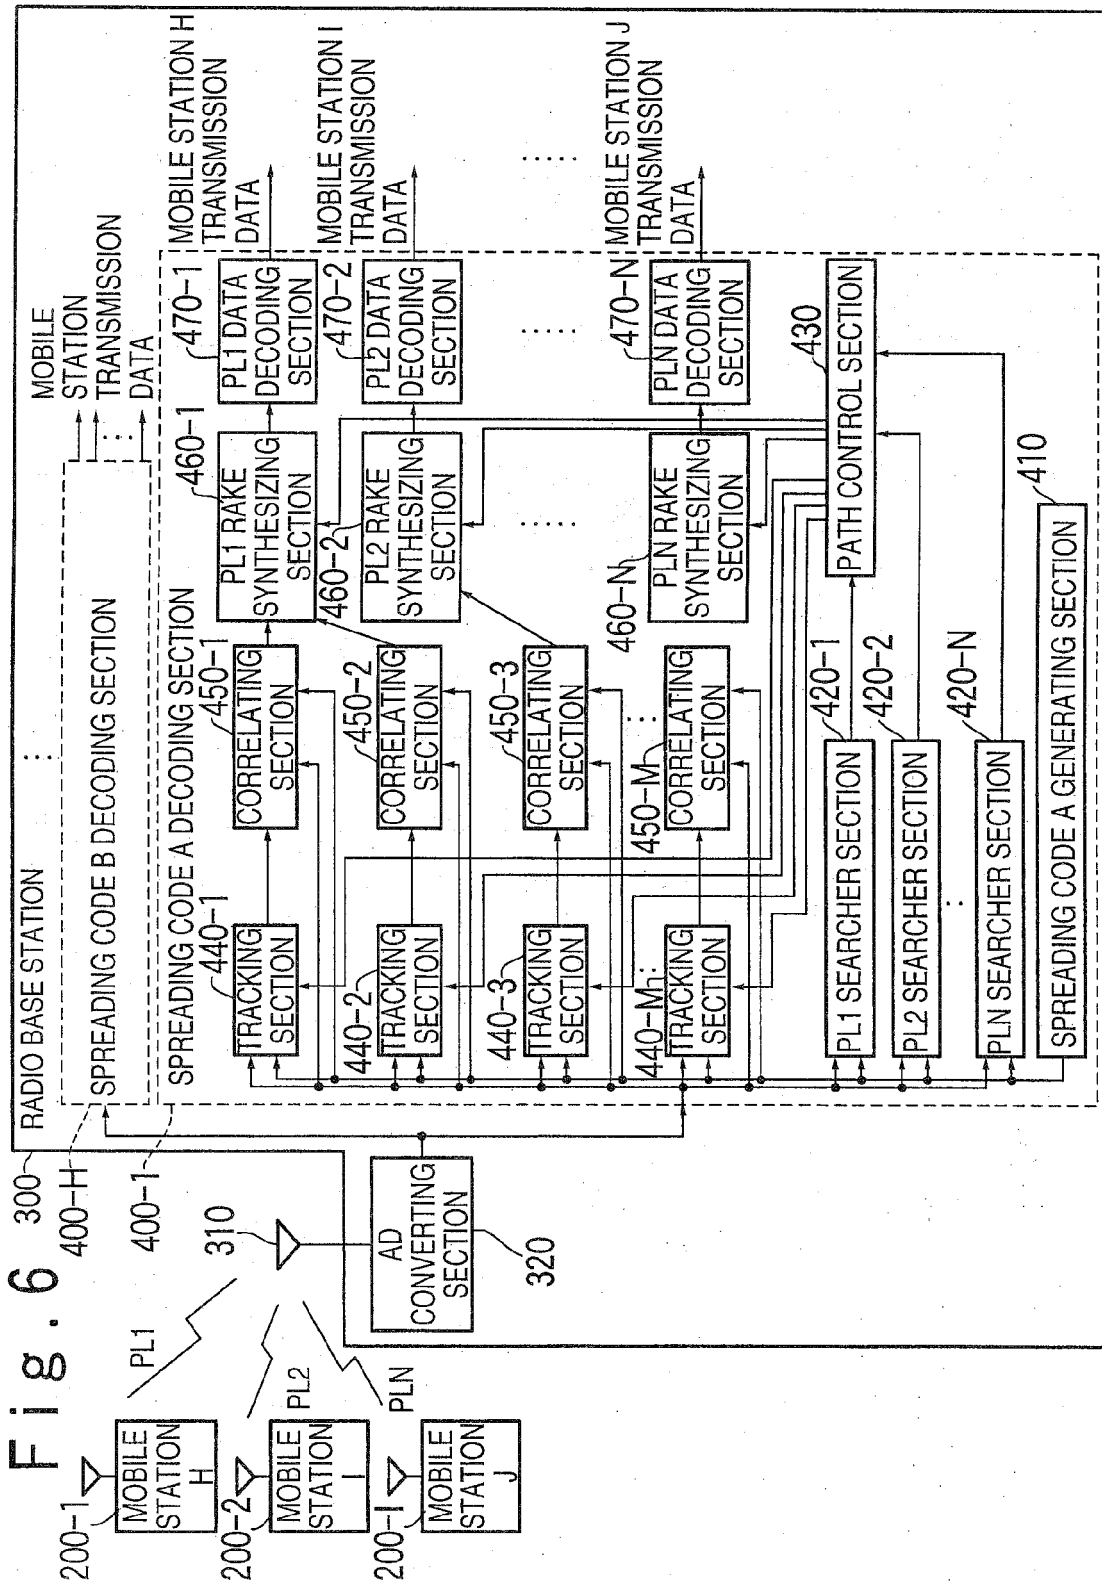 Fig. 6
300
RADIO BASE STATION
400-H
SPREADING CODE B DECODING SECTION
MOBILE
STATION
TRANSMISSION
DATA
400-1
SPREADING CODE A DECODING SECTION
200-1
MOBILE
STATION
H
PL1
200-2
MOBILE
STATION
I
PL2
200-I
MOBILE
STATION
J
PLN
310
AD
CONVERTING
SECTION
320
440-1
TRACKING
SECTION
450-1
CORRELATING
SECTION
460-1
PL1 RAKE
SYNTHESIZING
SECTION
470-1
PL1 DATA
DECODING
SECTION
MOBILE STATION H
TRANSMISSION
DATA
440-2
TRACKING
SECTION
450-2
CORRELATING
SECTION
460-2
PL2 RAKE
SYNTHESIZING
SECTION
470-2
PL2 DATA
DECODING
SECTION
MOBILE STATION I
TRANSMISSION
DATA
440-3
TRACKING
SECTION
450-3
CORRELATING
SECTION
440-M
TRACKING
SECTION
450-M
CORRELATING
SECTION
460-N
PLN RAKE
SYNTHESIZING
SECTION
470-N
PLN DATA
DECODING
SECTION
MOBILE STATION J
TRANSMISSION
DATA
PL1 SEARCHER SECTION
420-1
PL2 SEARCHER SECTION
420-2
PLN SEARCHER SECTION
420-N
PATH CONTROL SECTION
430
SPREADING CODE A GENERATING SECTION
410